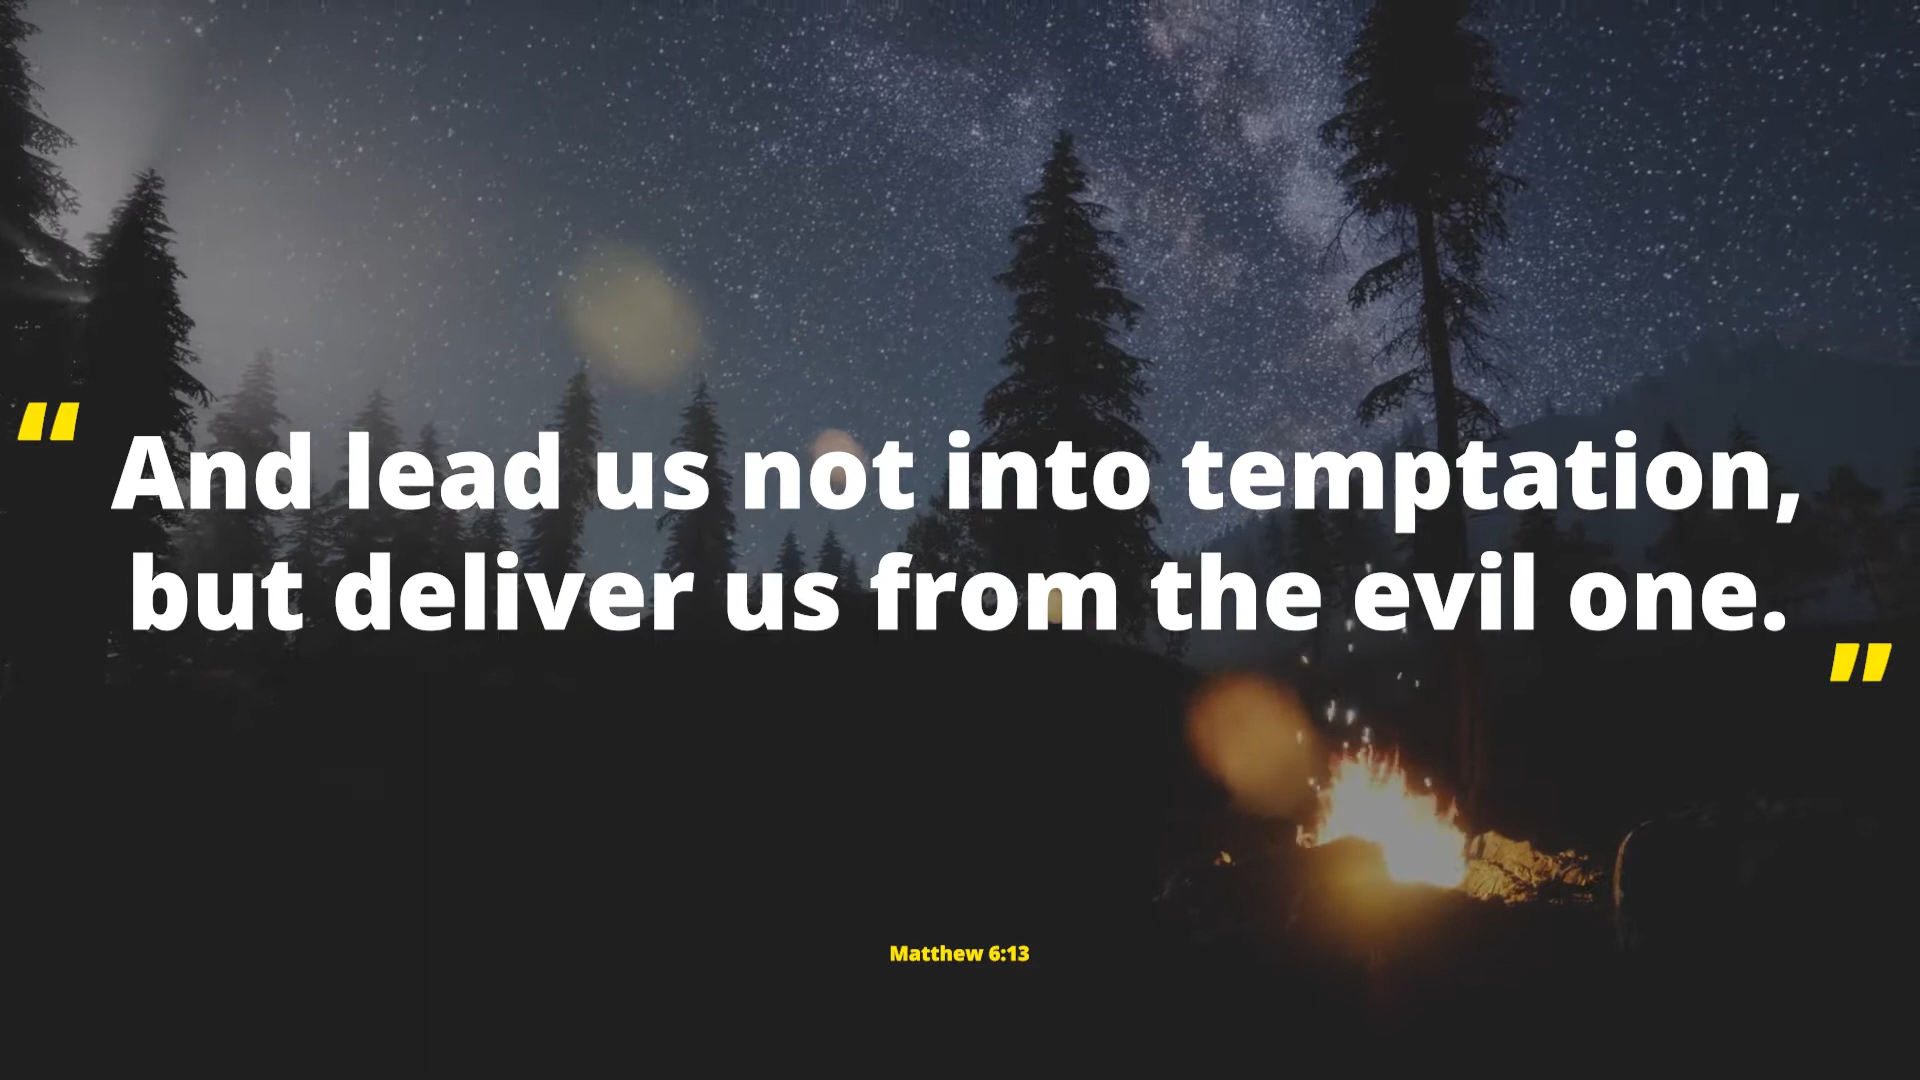 “And lead us not into temptation,
but deliver us from the evil one.”
Matthew 6:13